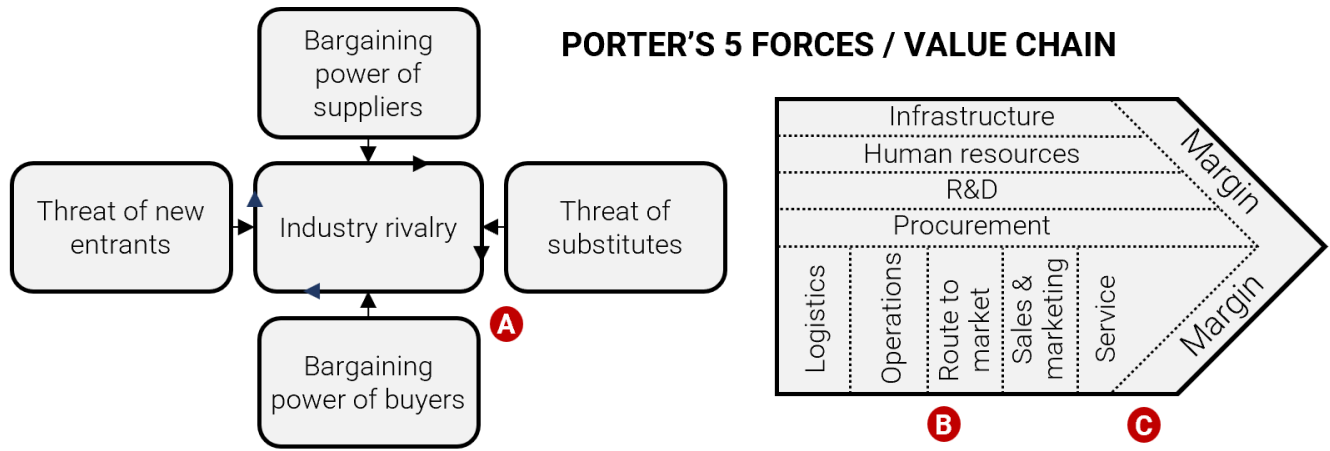 PORTER’S 5 FORCES / VALUE CHAIN
Bargaining
power of
suppliers
Threat of new
entrants
Industry rivalry
Threat of
substitutes
Bargaining
power of buyers
A
Infrastructure
Human resources
R&D
Procurement
Logistics
Operations
Route to
market
Sales &
marketing
Service
Margin
Margin
B
C